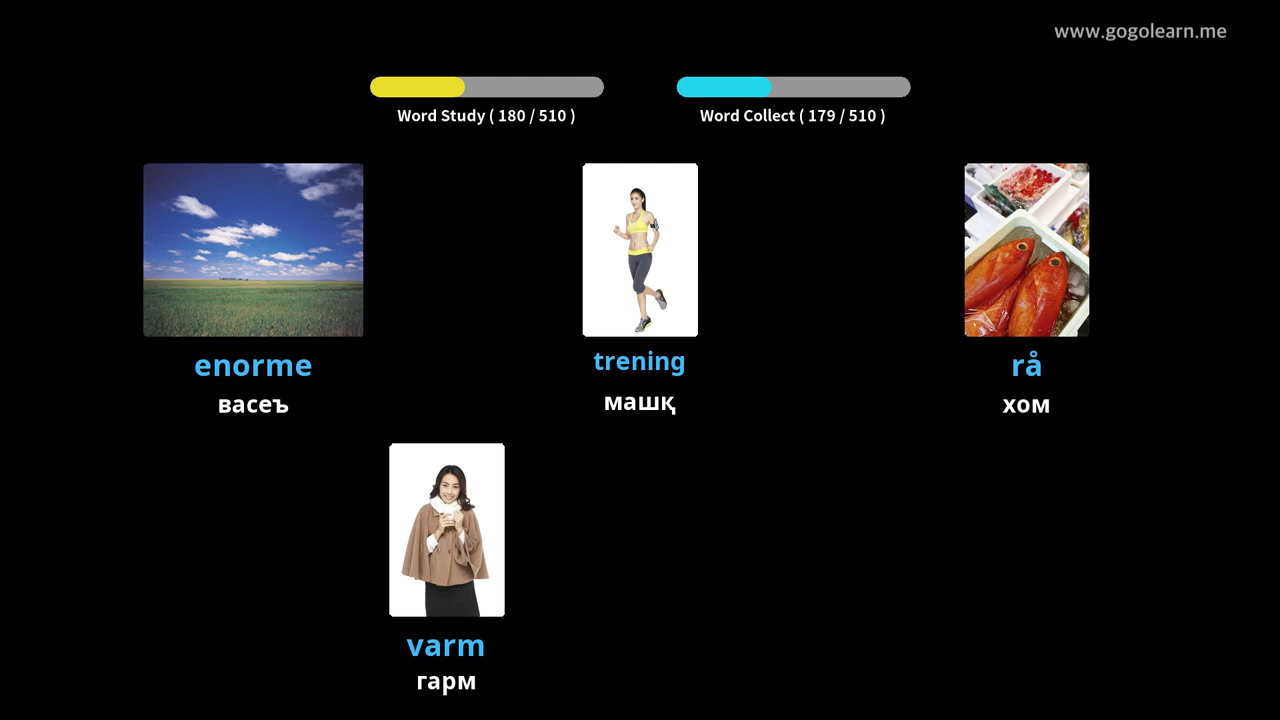 www.gogolearn.me
Word Study ( 180 / 510 )
Word Collect ( 179 / 510 )
enorme
васеъ
trening
машқ
rå
хом
varm
гарм